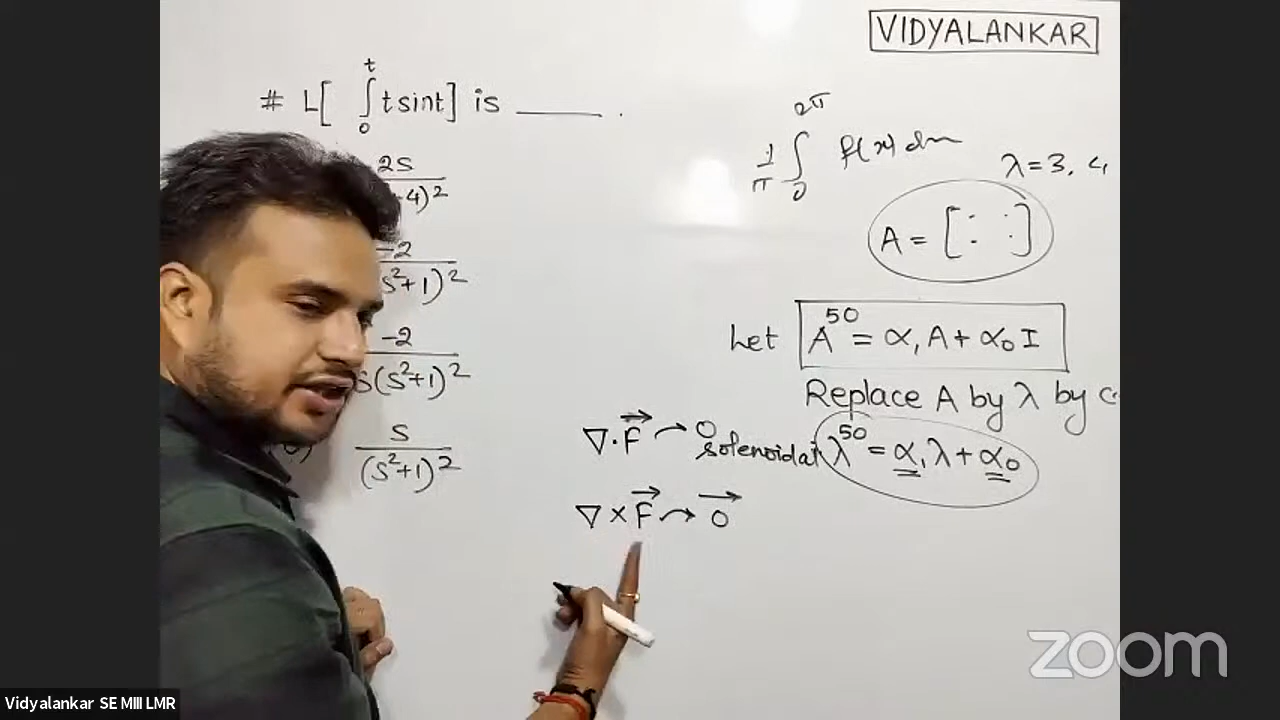 VIDYALANKAR
# L[ ∫₀ᵗ t sint ] is ____ .
2s
4)²
-2
s²+1)²
-2
s(s²+1)²
s
(s²+1)²
1/π ∫₀^2π f(x) dx
λ=3,
A = [ : : ]
Let A⁵⁰ = α₁A + α₀I
Replace A by λ by
∇·F⃗ → 0
solenoidal
λ⁵⁰ = α₁λ + α₀
∇×F⃗ → 0⃗
zoom
Vidyalankar SE MIII LMR